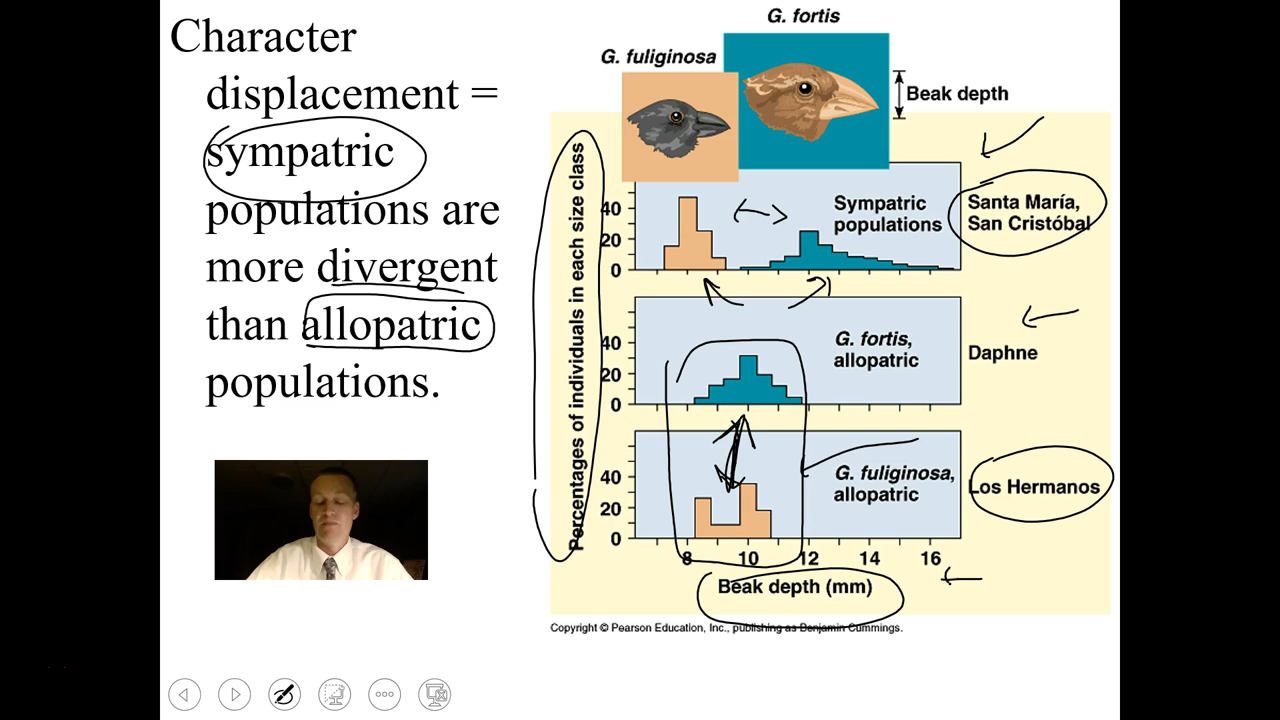 Character
displacement =
sympatric
populations are
more divergent
than allopatric
populations.
G. fortis
G. fuliginosa
Beak depth
Percentages of individuals in each size class
40
20
0
Sympatric
populations
Santa María,
San Cristóbal
40
20
0
G. fortis,
allopatric
Daphne
40
20
0
G. fuliginosa,
allopatric
Los Hermanos
8 10 12 14 16
Beak depth (mm)
Copyright © Pearson Education, Inc., publishing as Benjamin Cummings.